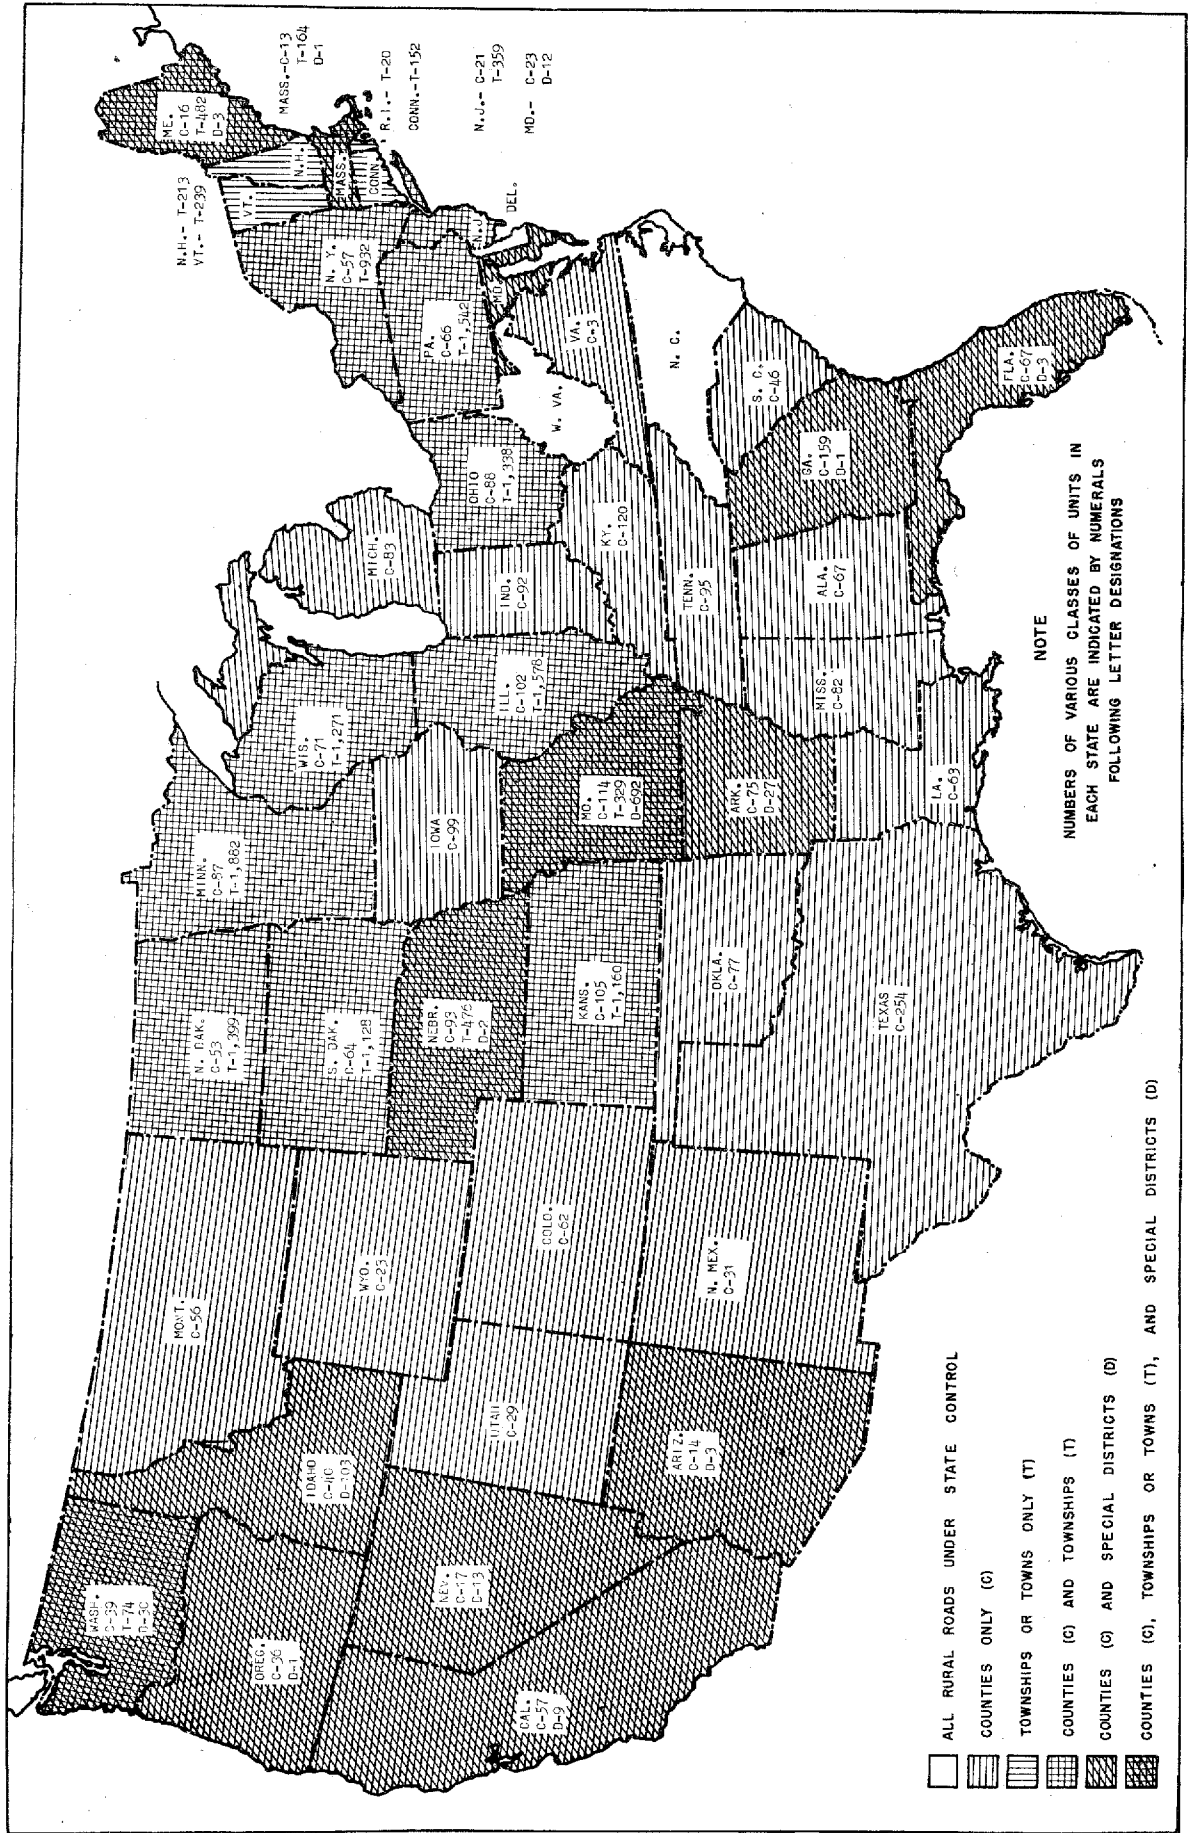 WASH.
C-39
T-74
D-30
OREG.
C-36
D-1
CAL.
C-57
D-9
NEV.
C-17
D-13
IDAHO
C-40
D-103
MONT.
C-56
WYO.
C-23
UTAH
C-29
COLO.
C-62
ARIZ.
C-14
D-3
N. MEX.
C-31
N. DAK.
C-53
T-1,399
S. DAK.
C-64
T-1,128
NEBR.
C-93
T-476
D-2
KANS.
C-105
T-1,160
OKLA.
C-77
TEXAS
C-254
MINN.
C-87
T-1,882
IOWA
C-99
MO.
C-114
T-329
D-692
ARK.
C-75
D-27
LA.
C-63
WIS.
C-71
T-1,271
ILL.
C-102
T-1,578
MICH.
C-83
IND.
C-92
OHIO
C-88
T-1,338
KY.
C-120
TENN.
C-95
MISS.
C-82
ALA.
C-67
GA.
C-159
D-1
FLA.
C-67
D-3
S. C.
C-46
N. C.
VA.
C-3
W. VA.
PA.
C-66
T-1,542
N. Y.
C-57
T-932
MD.
DEL.
N.J.
VT.
N.H.
MASS.
CONN.
ME.
C-16
T-482
D-3
N.H.- T-213
VT.- T-239
MASS.-C-13
T-164
D-1
R.I.- T-20
CONN.-T-152
N.J.- C-21
T-359
MD.- C-23
D-12
NOTE
NUMBERS OF VARIOUS CLASSES OF UNITS IN
EACH STATE ARE INDICATED BY NUMERALS
FOLLOWING LETTER DESIGNATIONS
ALL RURAL ROADS UNDER STATE CONTROL
COUNTIES ONLY (C)
TOWNSHIPS OR TOWNS ONLY (T)
COUNTIES (C) AND TOWNSHIPS (T)
COUNTIES (C) AND SPECIAL DISTRICTS (D)
COUNTIES (C), TOWNSHIPS OR TOWNS (T), AND SPECIAL DISTRICTS (D)